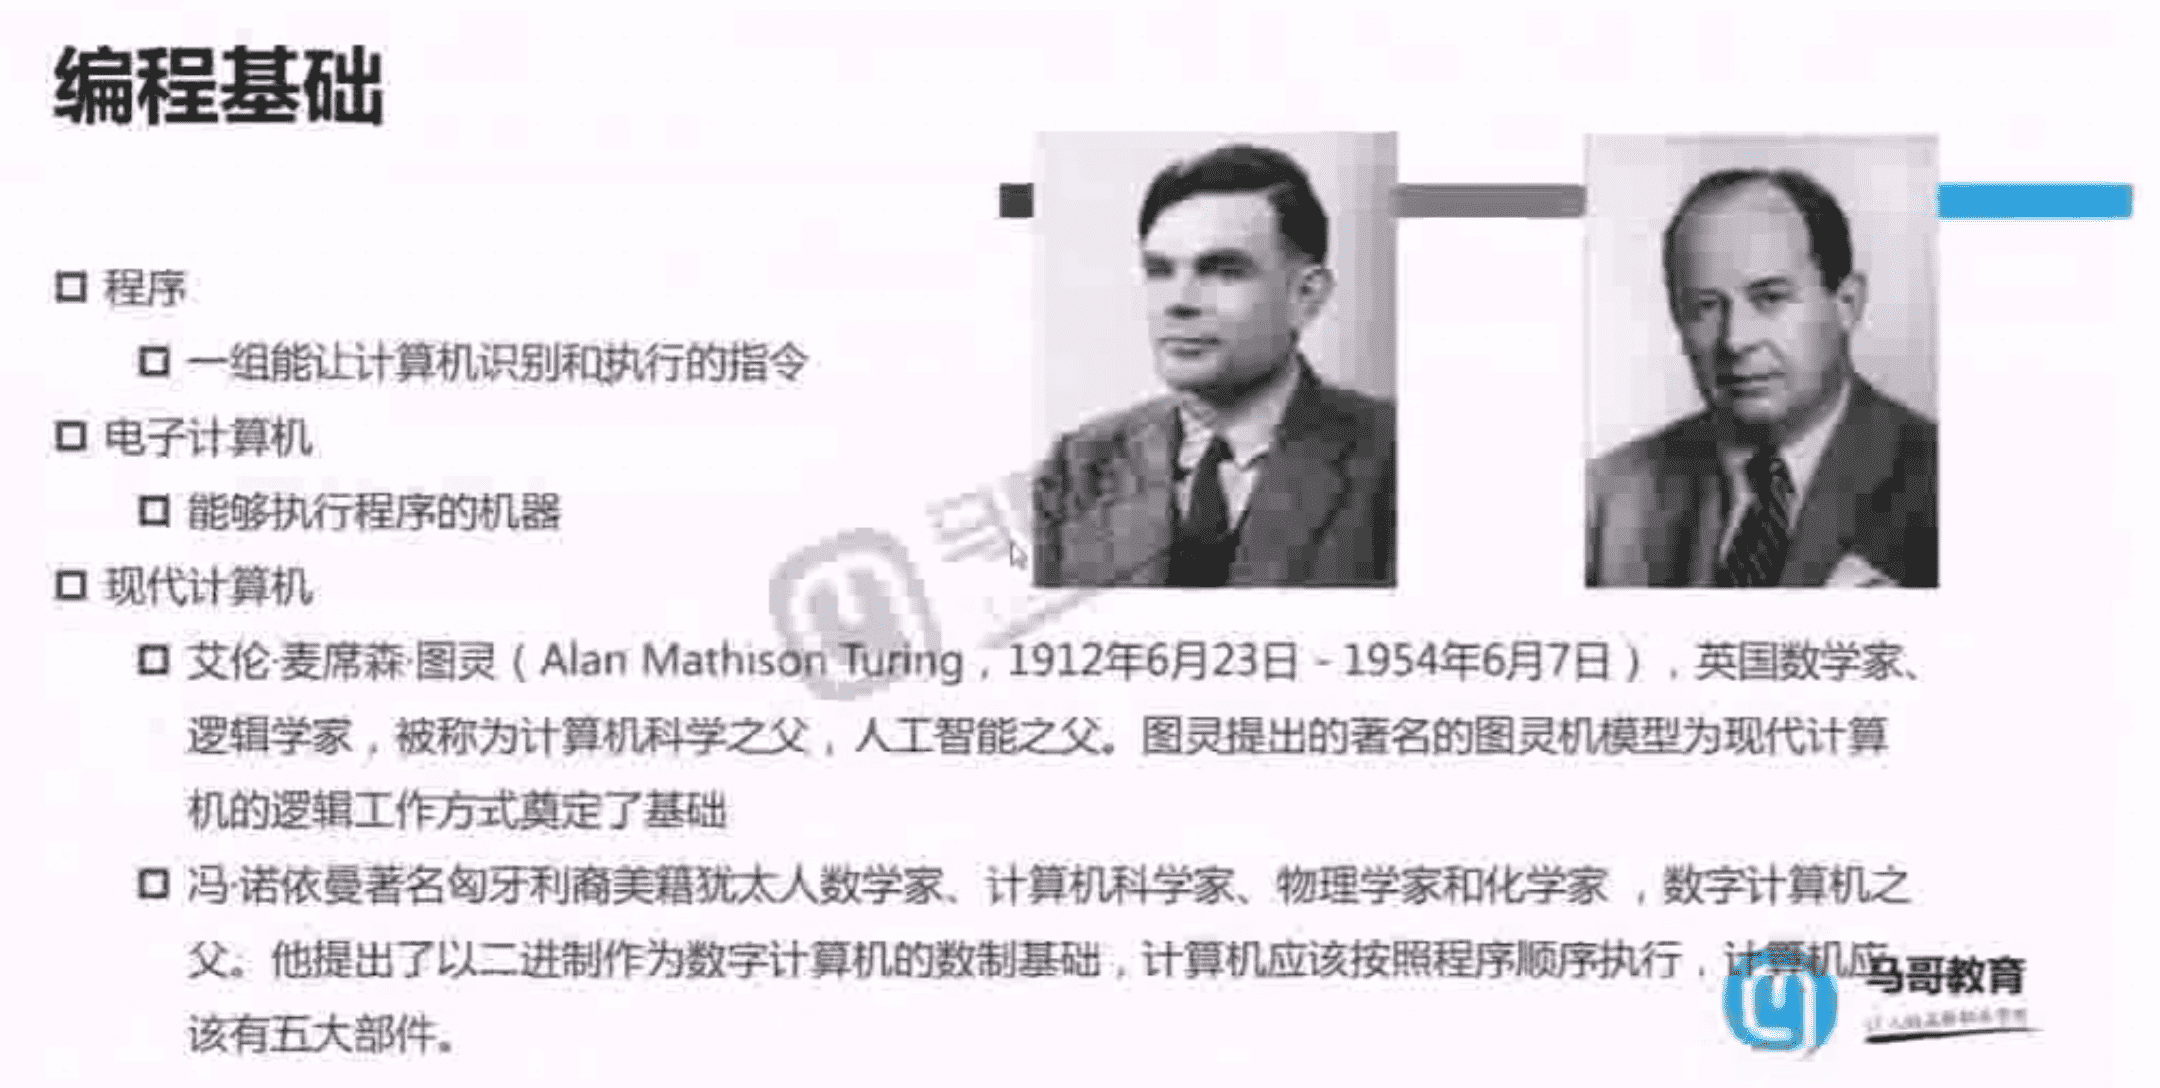 编程基础
程序
一组能让计算机识别和执行的指令
电子计算机
能够执行程序的机器
现代计算机
艾伦·麦席森·图灵（Alan Mathison Turing，1912年6月23日－1954年6月7日），英国数学家、
逻辑学家，被称为计算机科学之父，人工智能之父。图灵提出的著名的图灵机模型为现代计算
机的逻辑工作方式奠定了基础
冯·诺依曼著名匈牙利裔美籍犹太人数学家、计算机科学家、物理学家和化学家，数字计算机之
父。他提出了以二进制作为数字计算机的数制基础，计算机应该按照程序顺序执行，计算机应
该有五大部件。
马哥教育